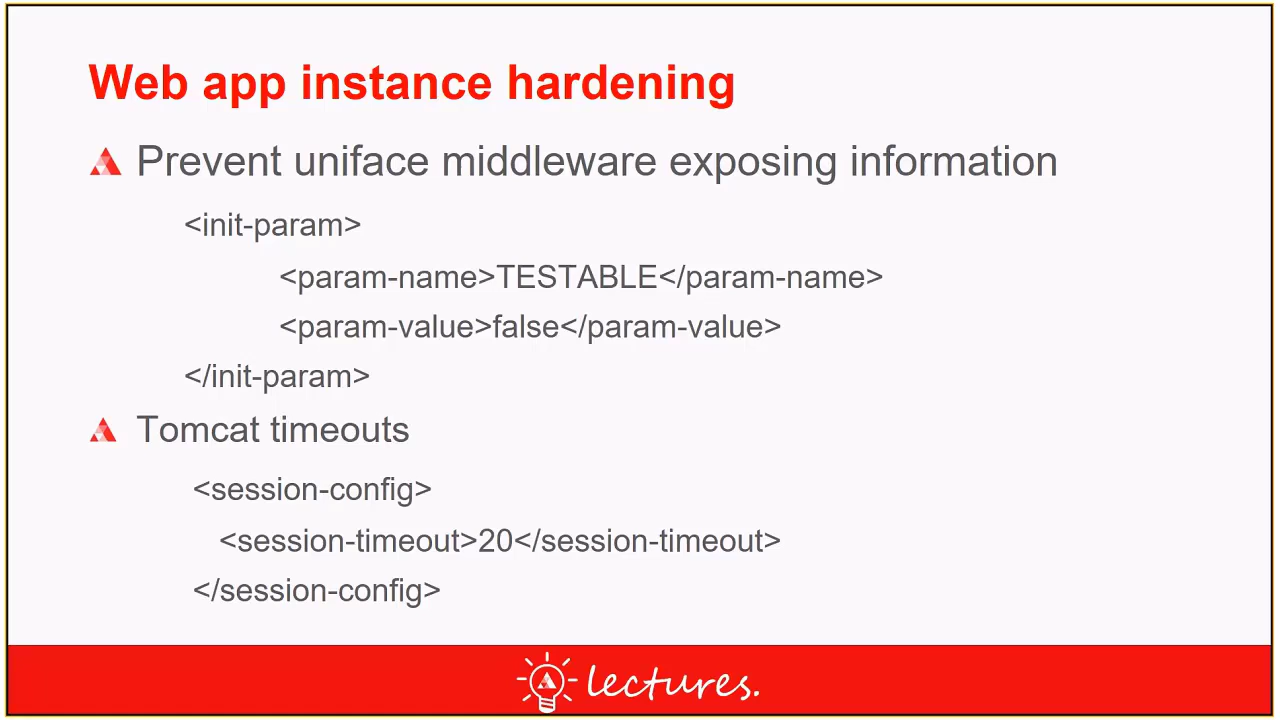 Web app instance hardening
Prevent uniface middleware exposing information
<init-param>
<param-name>TESTABLE</param-name>
<param-value>false</param-value>
</init-param>
Tomcat timeouts
<session-config>
<session-timeout>20</session-timeout>
</session-config>
lectures.